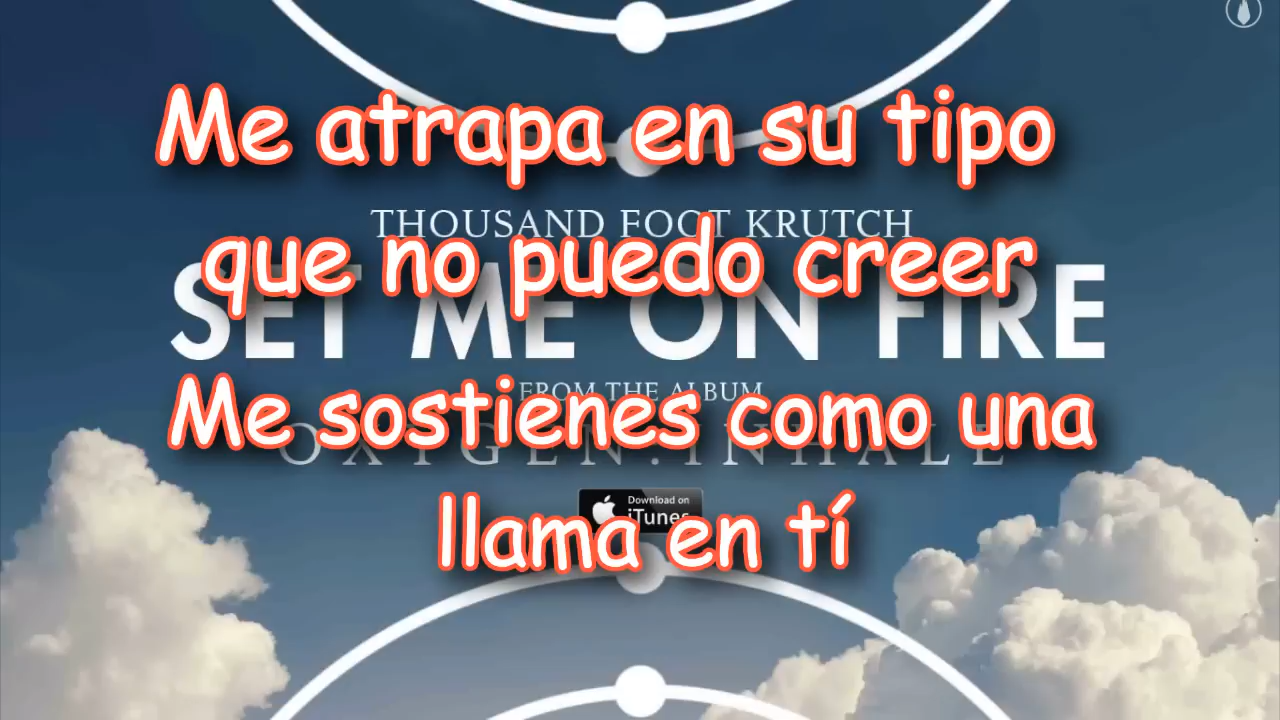 Me atrapa en su tipo
THOUSAND FOOT KRUTCH
que no puedo creer
SET ME ON FIRE
FROM THE ALBUM
Me sostienes como una
OXYGEN:INHALE
Download on
iTunes
llama en tí